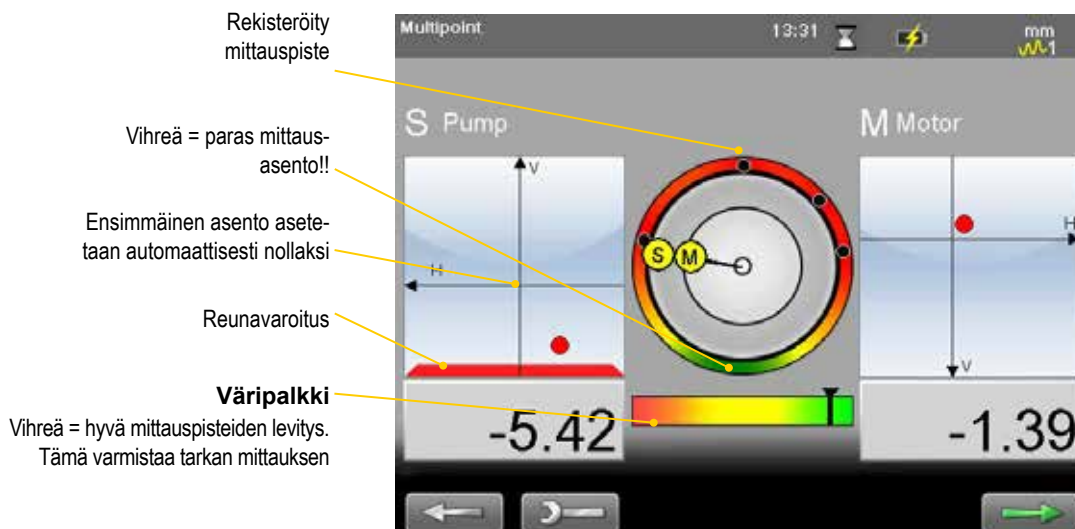 Rekisteröity
mittauspiste
Vihreä = paras mittaus-
asento!!
Ensimmäinen asento asete-
taan automaattisesti nollaksi
Reunavaroitus
Väripalkki
Vihreä = hyvä mittauspisteiden levitys.
Tämä varmistaa tarkan mittauksen
Multipoint
13:31
mm
1
S Pump
M Motor
V
H
S
M
H
V
-5.42
-1.39